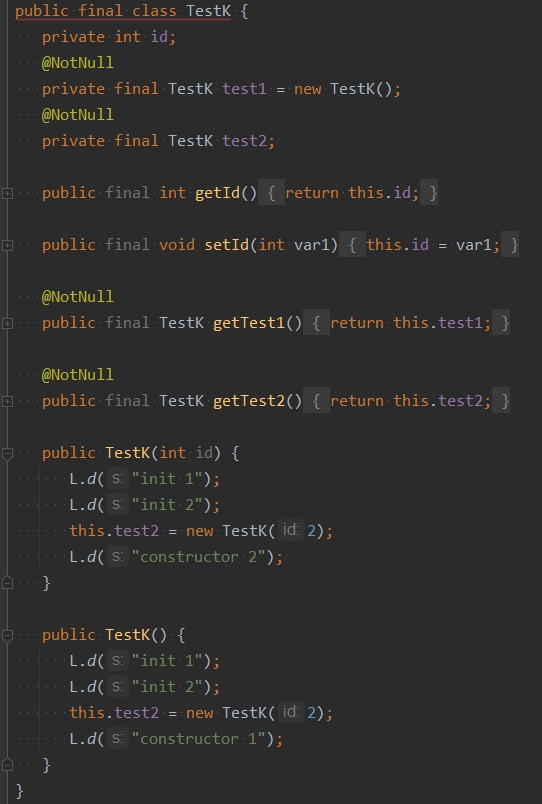 public final class TestK {
private int id;
@NotNull
private final TestK test1 = new TestK();
@NotNull
private final TestK test2;
public final int getId() { return this.id; }
public final void setId(int var1) { this.id = var1; }
@NotNull
public final TestK getTest1() { return this.test1; }
@NotNull
public final TestK getTest2() { return this.test2; }
public TestK(int id) {
L.d( s: "init 1");
L.d( s: "init 2");
this.test2 = new TestK( id: 2);
L.d( s: "constructor 2");
}
public TestK() {
L.d( s: "init 1");
L.d( s: "init 2");
this.test2 = new TestK( id: 2);
L.d( s: "constructor 1");
}
}